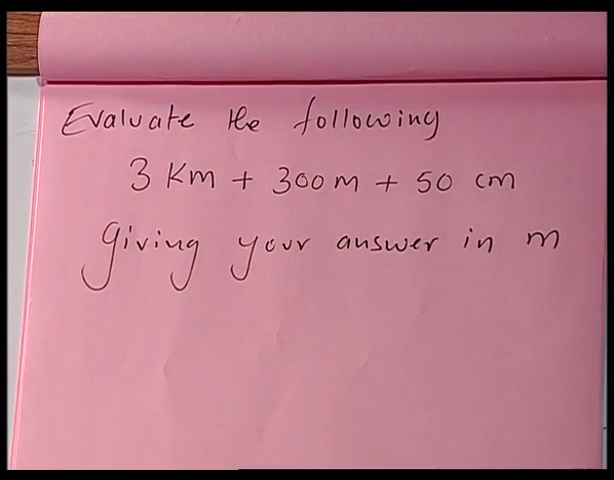 Evaluate the following
3 Km + 300 m + 50 cm
giving your answer in m